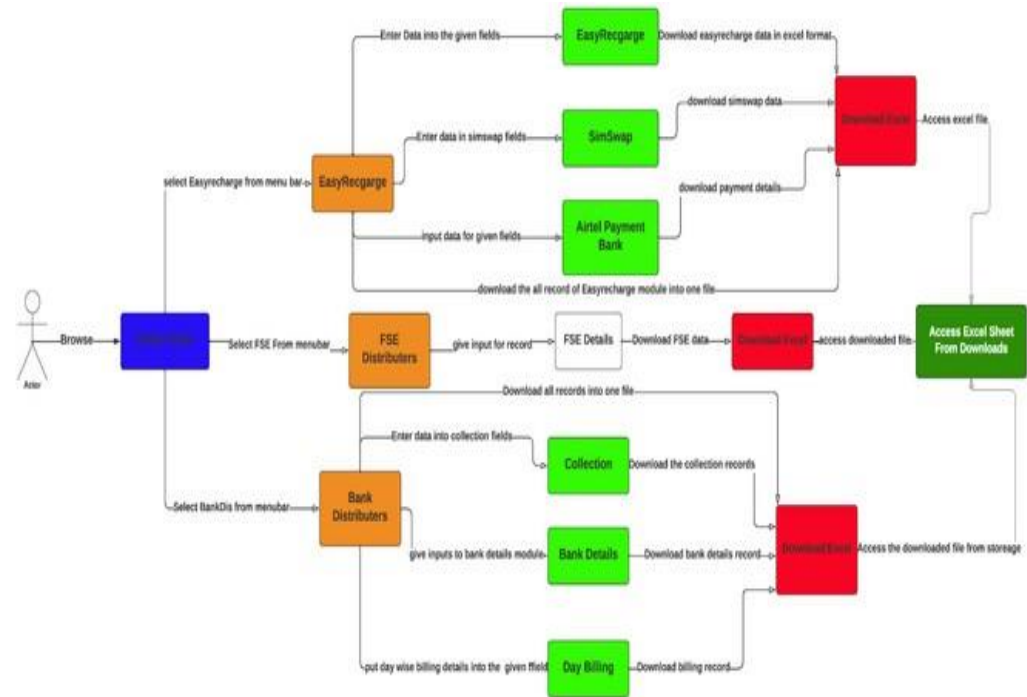 Enter Data into the given fields
EasyRecgarge
Download easyrecharge data in excel format
download simswap data
Download Excel
Access excel file
Enter data in simswap fields
SimSwap
select Easyrecharge from menu bar
EasyRecgarge
download payment details
Airtel Payment
Bank
input data for given fields
download the all record of Easyrecharge module into one file
Browse
Actor
Select FSE From menubar
FSE
Distributers
give input for record
FSE Details
Download FSE data
Download Excel
access downloaded file
Access Excel Sheet
From Downloads
Download all records into one file
Enter data into collection fields
Collection
Download the collection records
Select BankDis from menubar
Bank
Distributers
give inputs to bank details module
Bank Details
Download bank details record
Download Excel
Access the downloaded file from storeage
put day wise billing details into the given ffield
Day Billing
Download billing record